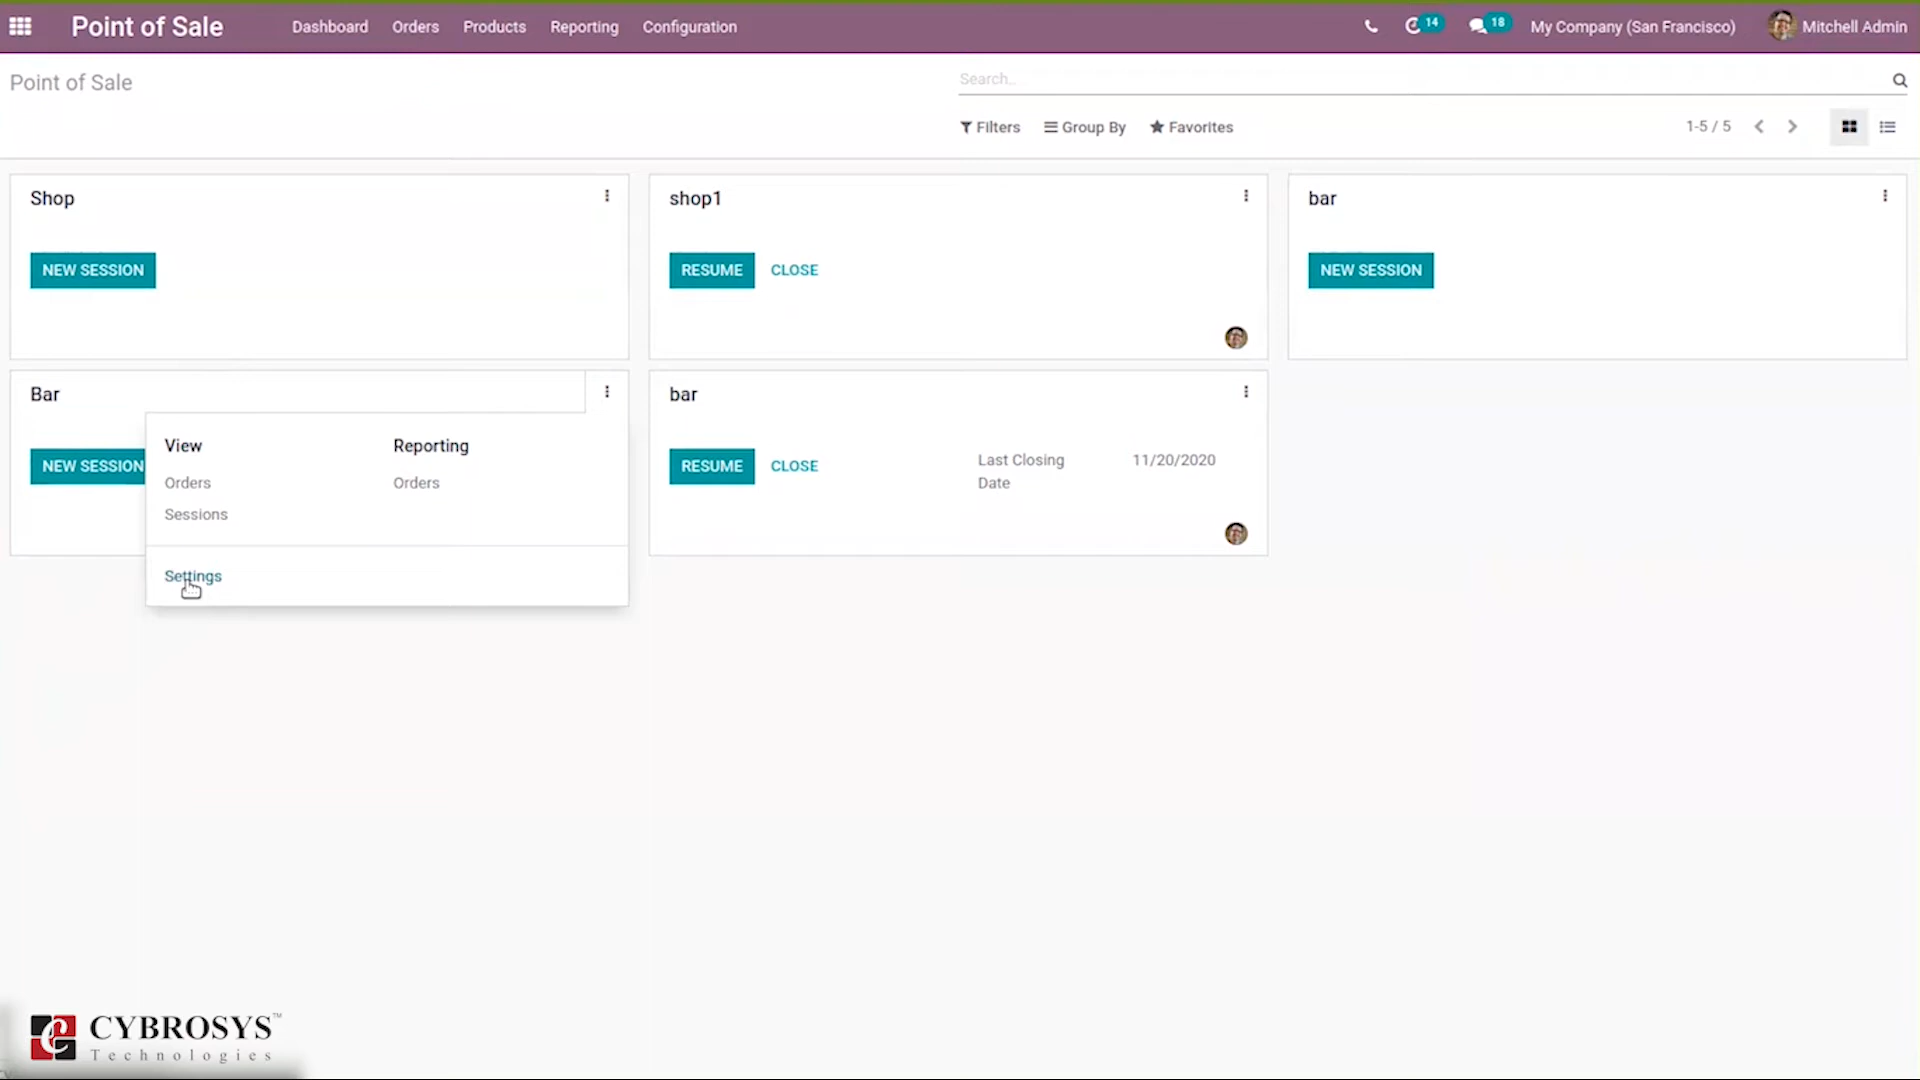 Point of Sale
Dashboard
Orders
Products
Reporting
Configuration
14
18
My Company (San Francisco)
Mitchell Admin
Point of Sale
Search...
Filters
Group By
Favorites
1-5 / 5
Shop
NEW SESSION
shop1
RESUME
CLOSE
bar
NEW SESSION
Bar
NEW SESSION
View
Orders
Sessions
Reporting
Orders
Settings
bar
RESUME
CLOSE
Last Closing
Date
11/20/2020
CYBROSYS™
Technologies